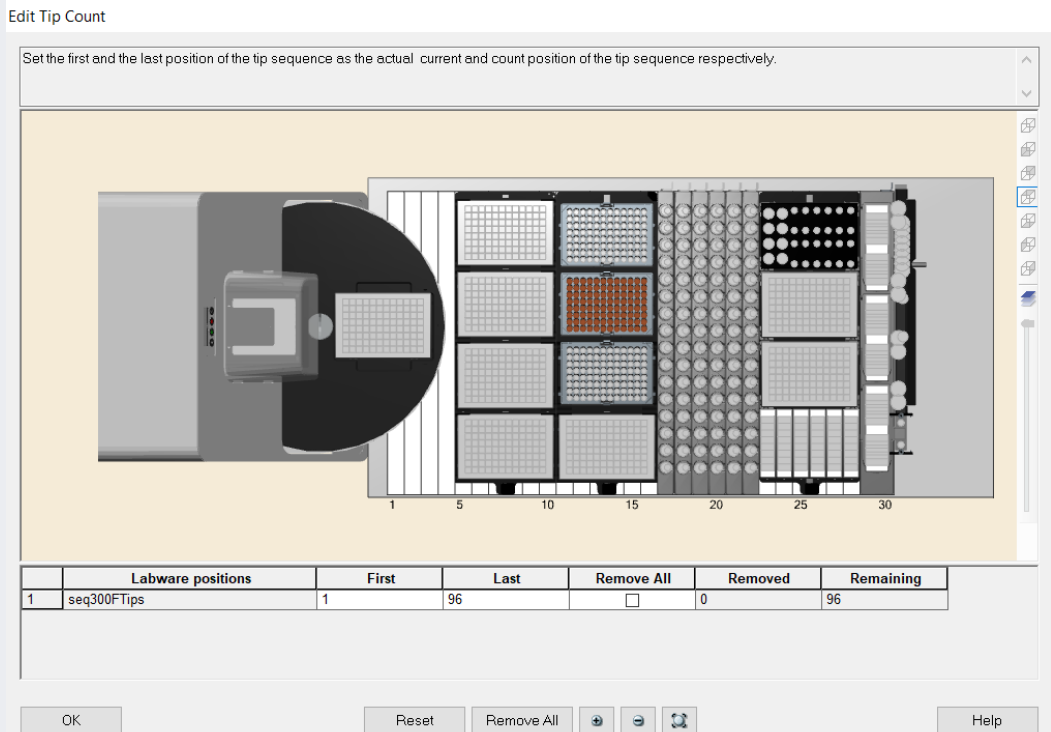 Edit Tip Count
Set the first and the last position of the tip sequence as the actual current and count position of the tip sequence respectively.
1 5 10 15 20 25 30
Labware positions First Last Remove All Removed Remaining
1 seq300FTips 1 96 0 96
OK Reset Remove All Help